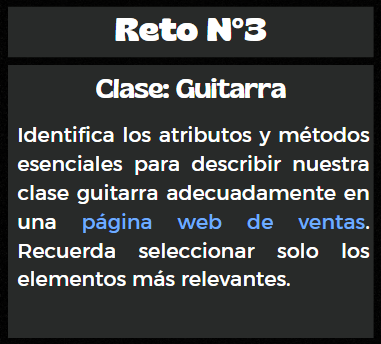 Reto N°3
Clase: Guitarra
Identifica los atributos y métodos
esenciales para describir nuestra
clase guitarra adecuadamente en
una página web de ventas.
Recuerda seleccionar solo los
elementos más relevantes.